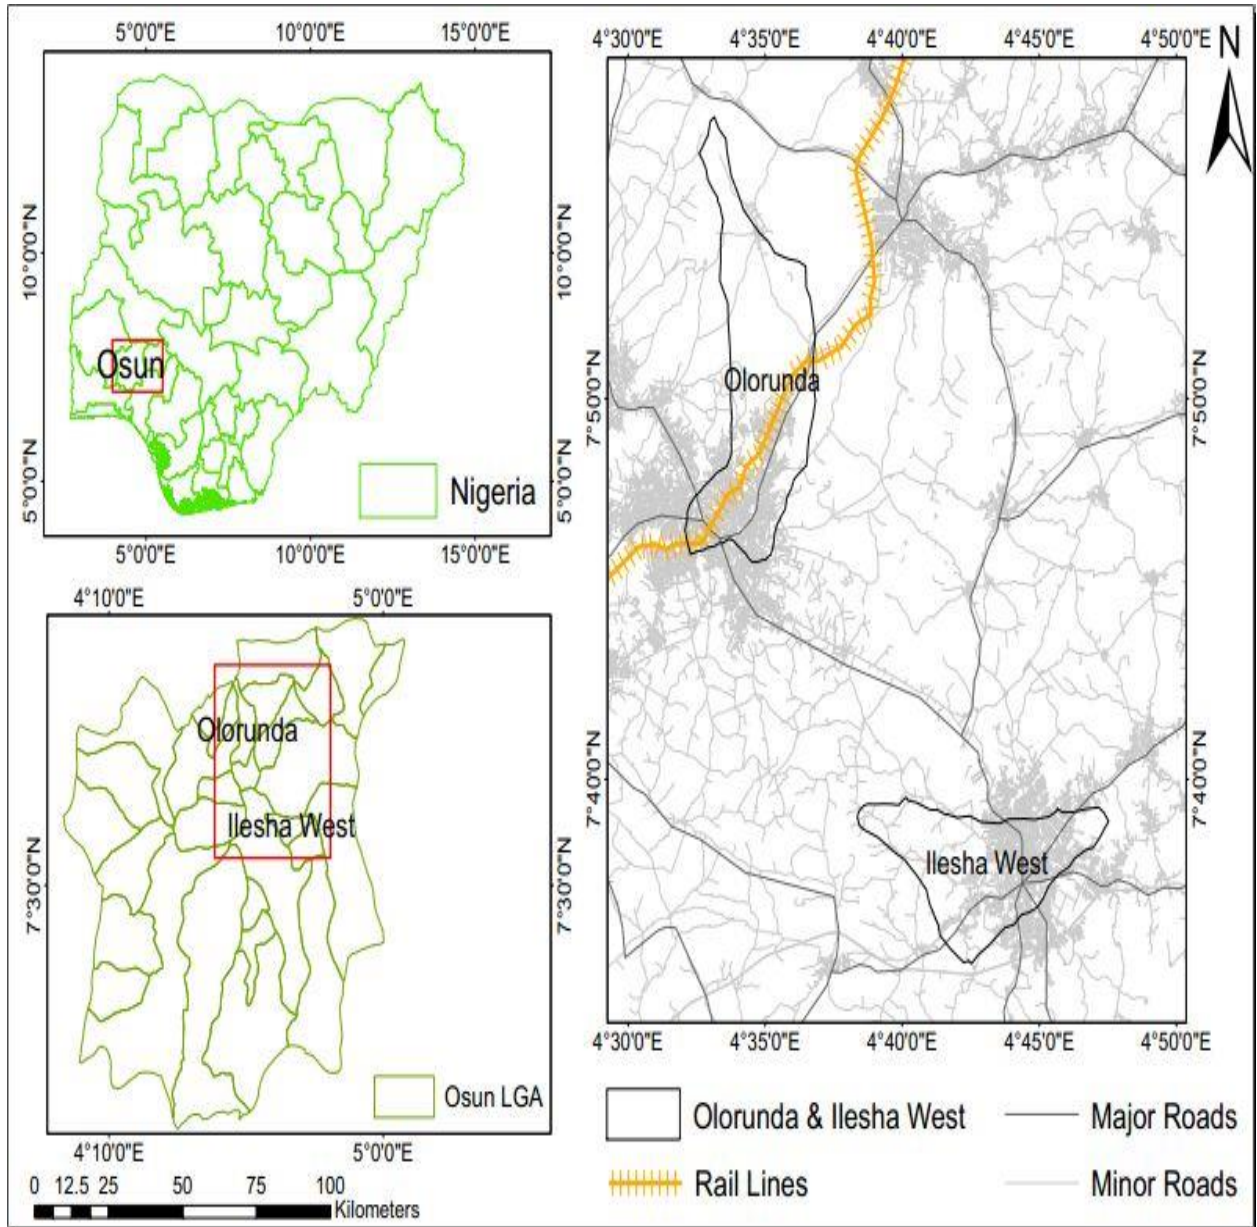 5°0'0"E 10°0'0"E 15°0'0"E
10°0'0"N
5°0'0"N
Osun
Nigeria
10°0'0"N
5°0'0"N
5°0'0"E 10°0'0"E 15°0'0"E
4°10'0"E 5°0'0"E
7°30'0"N
Olorunda
Ilesha West
Osun LGA
7°30'0"N
4°10'0"E 5°0'0"E
0 12.5 25 50 75 100
Kilometers
4°30'0"E 4°35'0"E 4°40'0"E 4°45'0"E 4°50'0"E
N
Olorunda
7°50'0"N
7°40'0"N
Ilesha West
7°50'0"N
7°40'0"N
4°30'0"E 4°35'0"E 4°40'0"E 4°45'0"E 4°50'0"E
Olorunda & Ilesha West
Major Roads
Rail Lines
Minor Roads